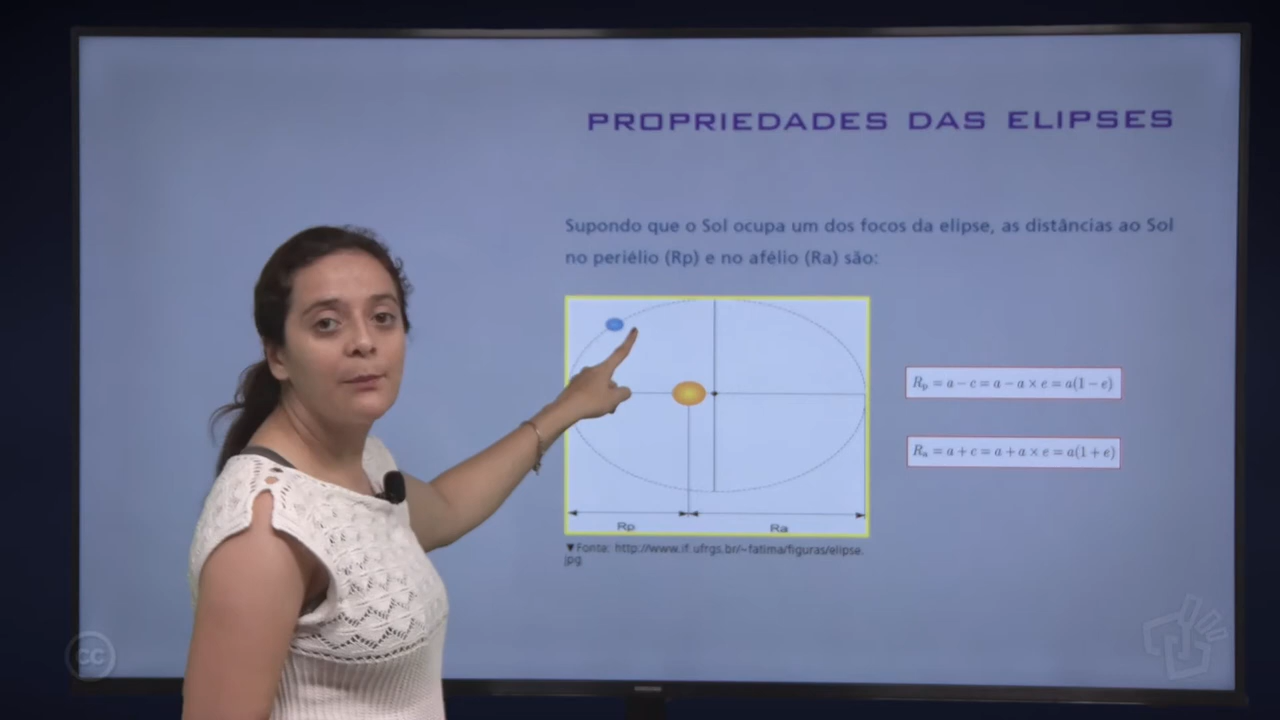 PROPRIEDADES DAS ELIPSES
Supondo que o Sol ocupa um dos focos da elipse, as distâncias ao Sol
no periélio (Rp) e no afélio (Ra) são:
Rp = a − c = a − a × e = a(1 − e)
Ra = a + c = a + a × e = a(1 + e)
Rp Ra
▼Fonte: http://www.if.ufrgs.br/~fatima/figuras/elipse.
jpg
cc
SAMSUNG